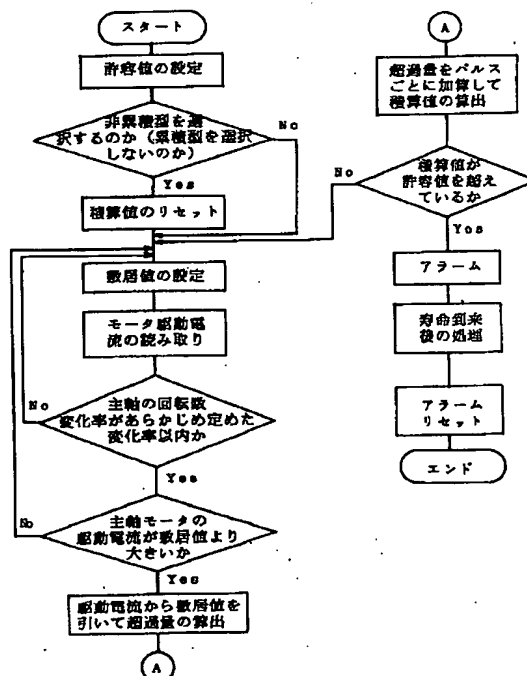 スタート
許容値の設定
非累積型を選
択するのか(累積型を選択
しないのか)
No
Yes
積算値のリセット
敷居値の設定
モータ駆動電
流の読み取り
主軸の回転数
変化率があらかじめ定めた
変化率以内か
No
Yes
主軸モータの
駆動電流が敷居値より
大きいか
No
Yes
駆動電流から敷居値を
引いて超過量の算出
A
A
超過量をパルス
ごとに加算して
積算値の算出
積算値が
許容値を超え
ているか
No
Yes
アラーム
寿命到来
後の処理
アラーム
リセット
エンド